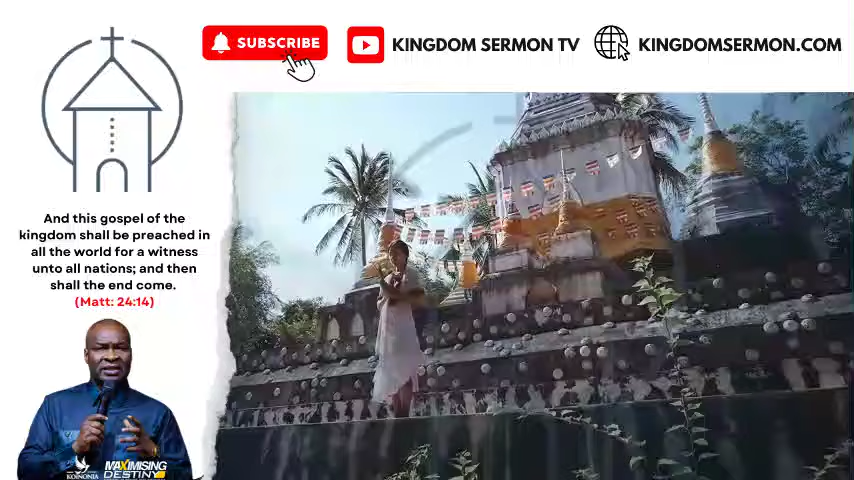 SUBSCRIBE
KINGDOM SERMON TV
KINGDOMSERMON.COM
And this gospel of the
kingdom shall be preached in
all the world for a witness
unto all nations; and then
shall the end come.
(Matt: 24:14)
KOINONIA
MAXIMISING
DESTINY